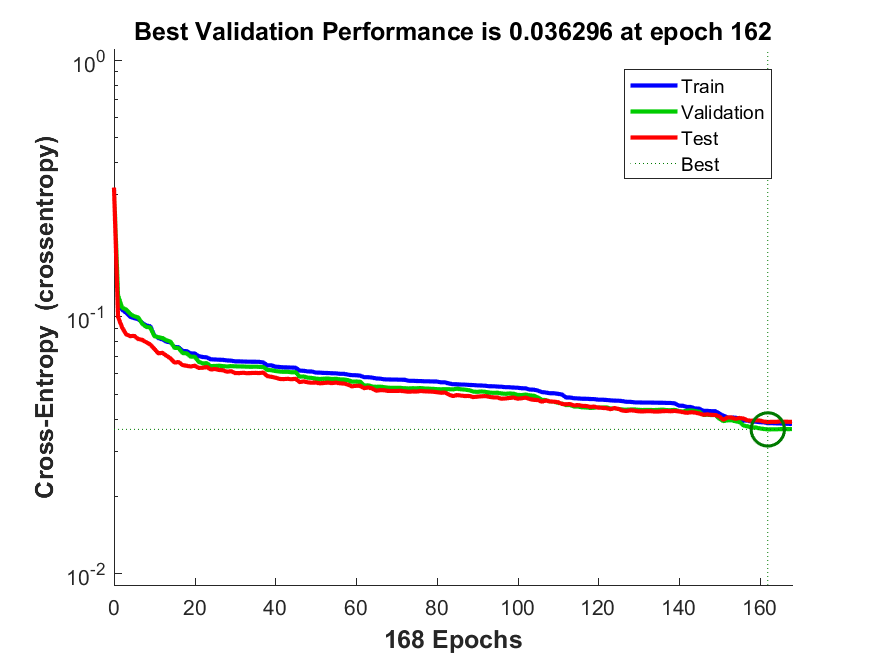 Best Validation Performance is 0.036296 at epoch 162
10^0
10^-1
10^-2
Cross-Entropy (crossentropy)
Train
Validation
Test
Best
0 20 40 60 80 100 120 140 160
168 Epochs